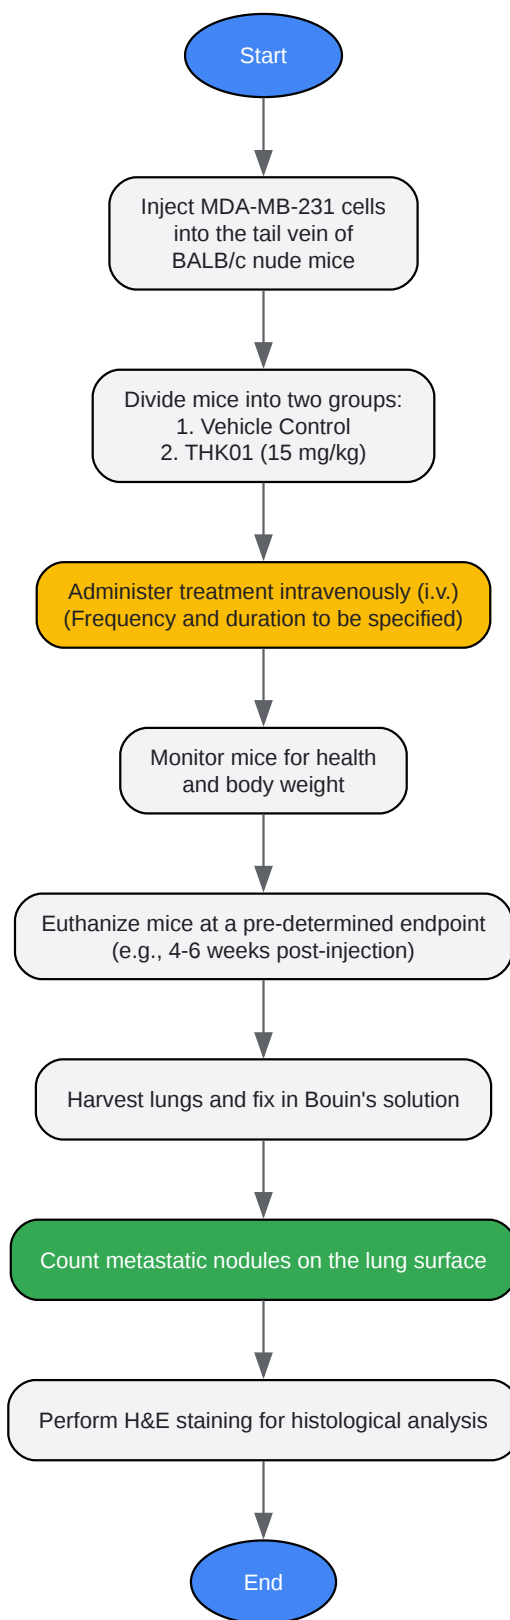 Start
Inject MDA-MB-231 cells
into the tail vein of
BALB/c nude mice
Divide mice into two groups:
1. Vehicle Control
2. THK01 (15 mg/kg)
Administer treatment intravenously (i.v.)
(Frequency and duration to be specified)
Monitor mice for health
and body weight
Euthanize mice at a pre-determined endpoint
(e.g., 4-6 weeks post-injection)
Harvest lungs and fix in Bouin's solution
Count metastatic nodules on the lung surface
Perform H&E staining for histological analysis
End